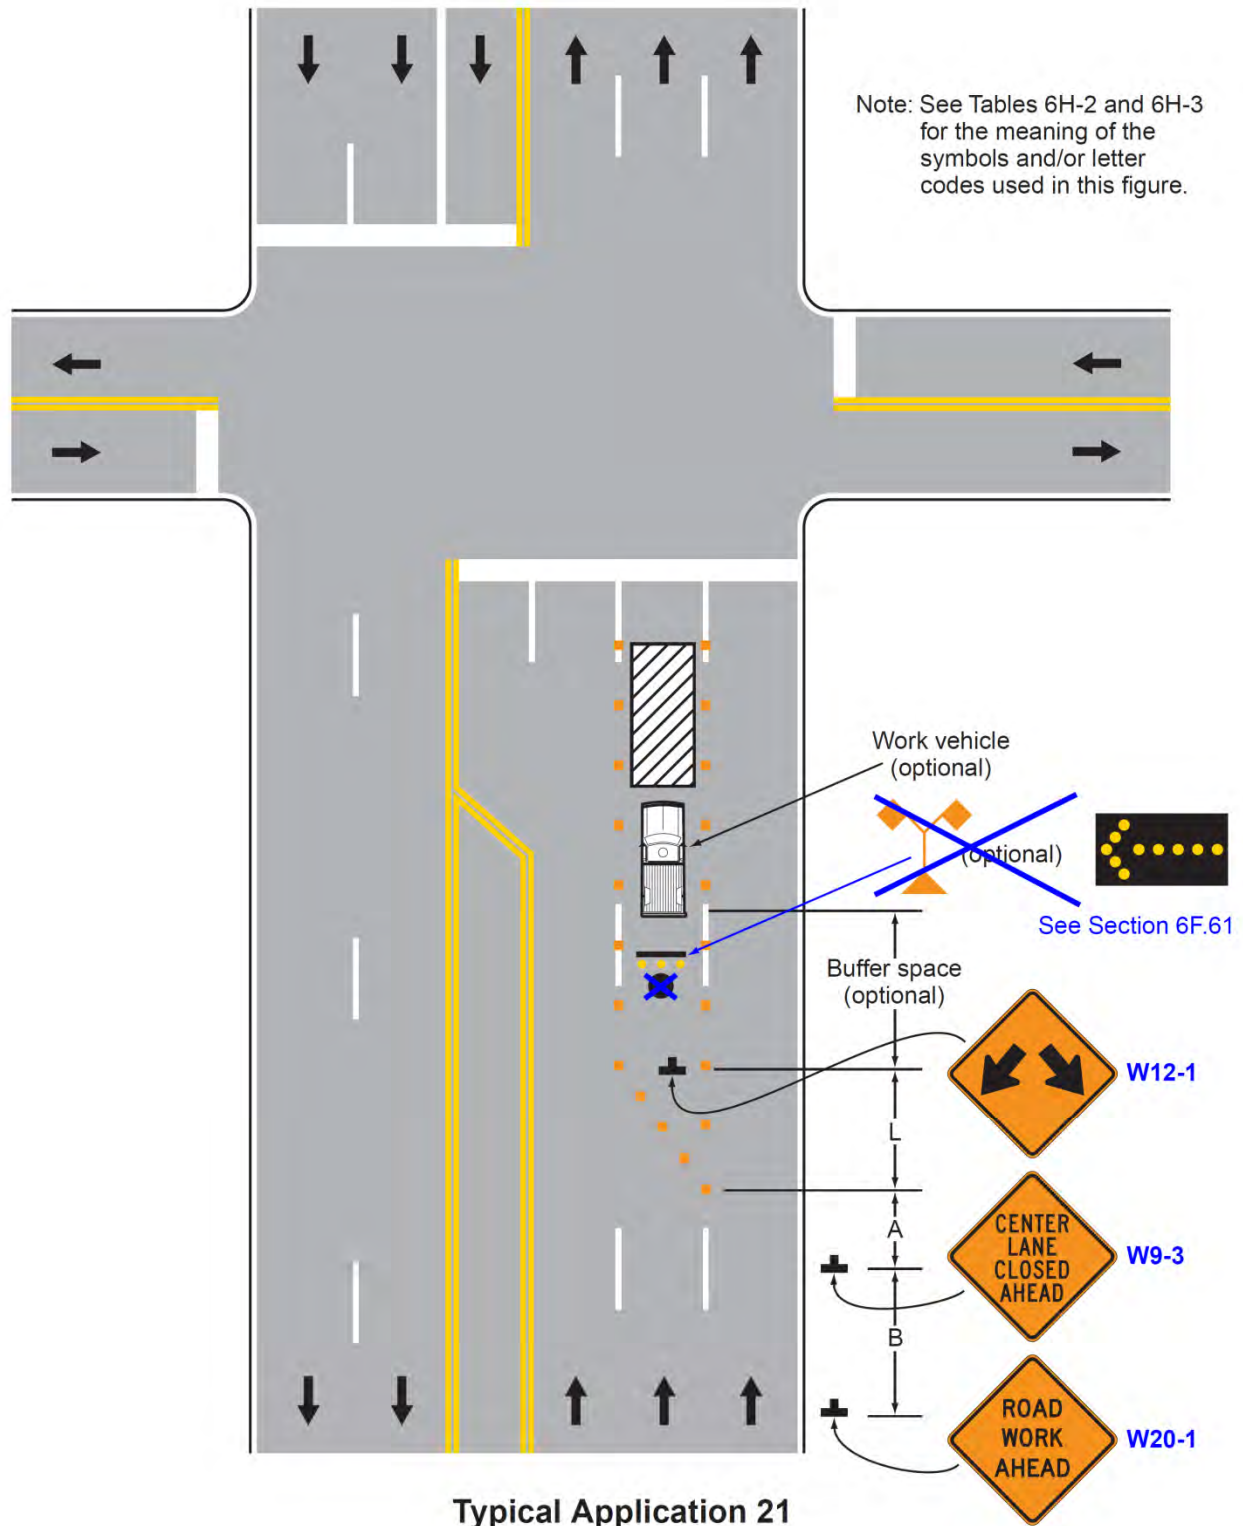 Note: See Tables 6H-2 and 6H-3
for the meaning of the
symbols and/or letter
codes used in this figure.
Work vehicle
(optional)
(optional)
See Section 6F.61
Buffer space
(optional)
W12-1
L
A
CENTER
LANE
CLOSED
AHEAD
W9-3
B
ROAD
WORK
AHEAD
W20-1
Typical Application 21